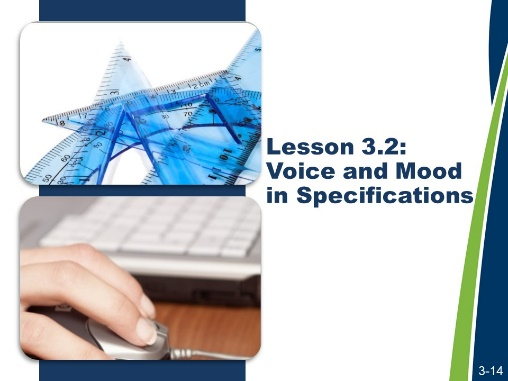 Lesson 3.2:
Voice and Mood
in Specifications
3-14